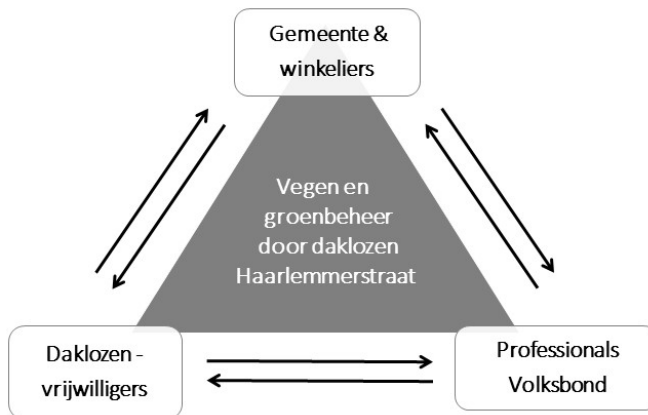 Gemeente &
winkeliers
Vegen en
groenbeheer
door daklozen
Haarlemmerstraat
Daklozen -
vrijwilligers
Professionals
Volksbond